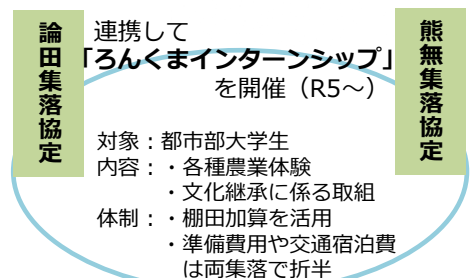 論田集落協定
連携して
「ろんくまインターンシップ」
を開催（R5～）
熊無集落協定
対象：都市部大学生
内容：・各種農業体験
・文化継承に係る取組
体制：・棚田加算を活用
・準備費用や交通宿泊費
は両集落で折半